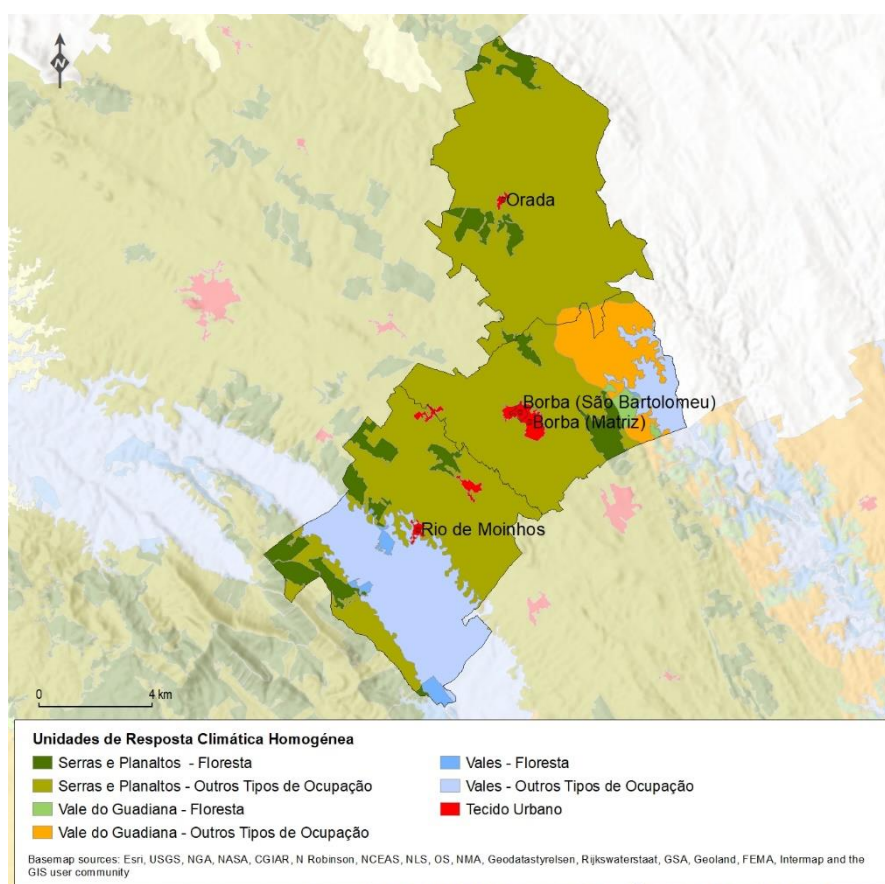 N
Orada
Borba (São Bartolomeu)
Borba (Matriz)
Rio de Moinhos
0 4 km
Unidades de Resposta Climática Homogénea
Serras e Planaltos - Floresta
Serras e Planaltos - Outros Tipos de Ocupação
Vale do Guadiana - Floresta
Vale do Guadiana - Outros Tipos de Ocupação
Vales - Floresta
Vales - Outros Tipos de Ocupação
Tecido Urbano
Basemap sources: Esri, USGS, NGA, NASA, CGIAR, N Robinson, NCEAS, NLS, OS, NMA, Geodatastyrelsen, Rijkswaterstaat, GSA, Geoland, FEMA, Intermap and the
GIS user community